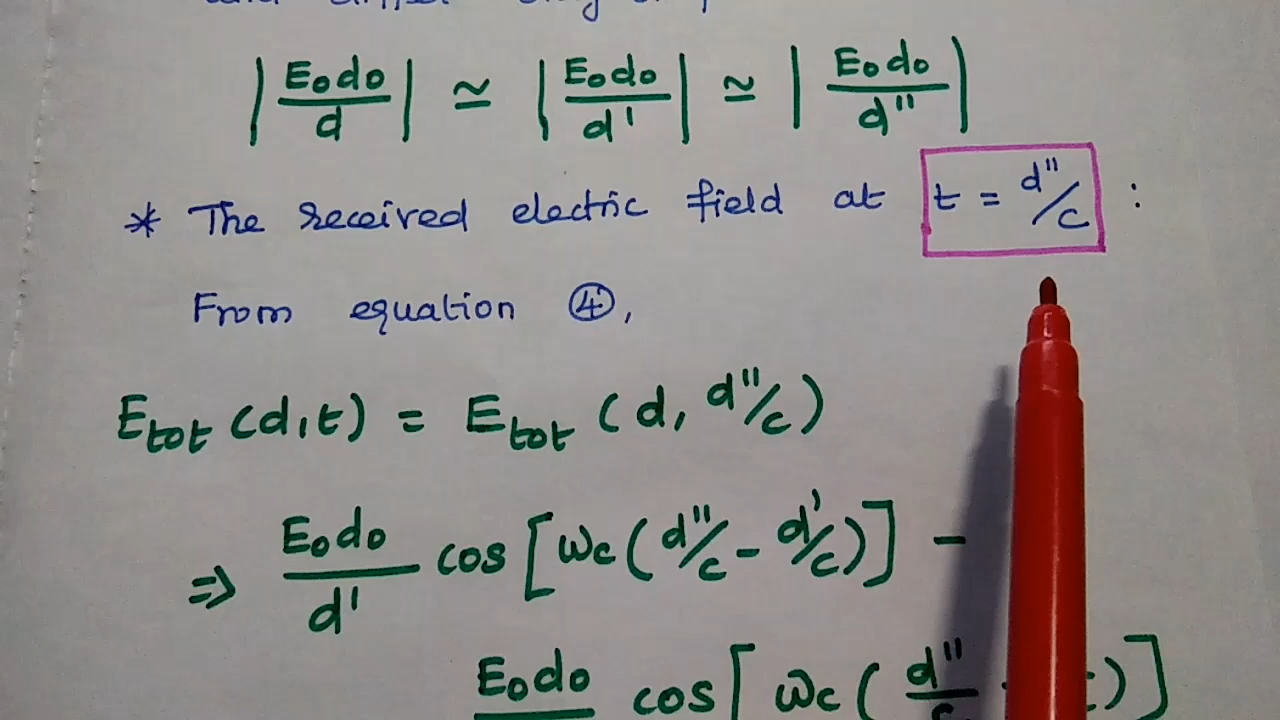 |E₀d₀/d| ≃ |E₀d₀/d'| ≃ |E₀d₀/d''|
* The received electric field at t = d''/c :
From equation ④,
E_tot (d,t) = E_tot (d, d''/c)
⇒ E₀d₀/d' cos[ωc(d''/c - d'/c)] -
E₀d₀ cos[ωc(d''/c )]